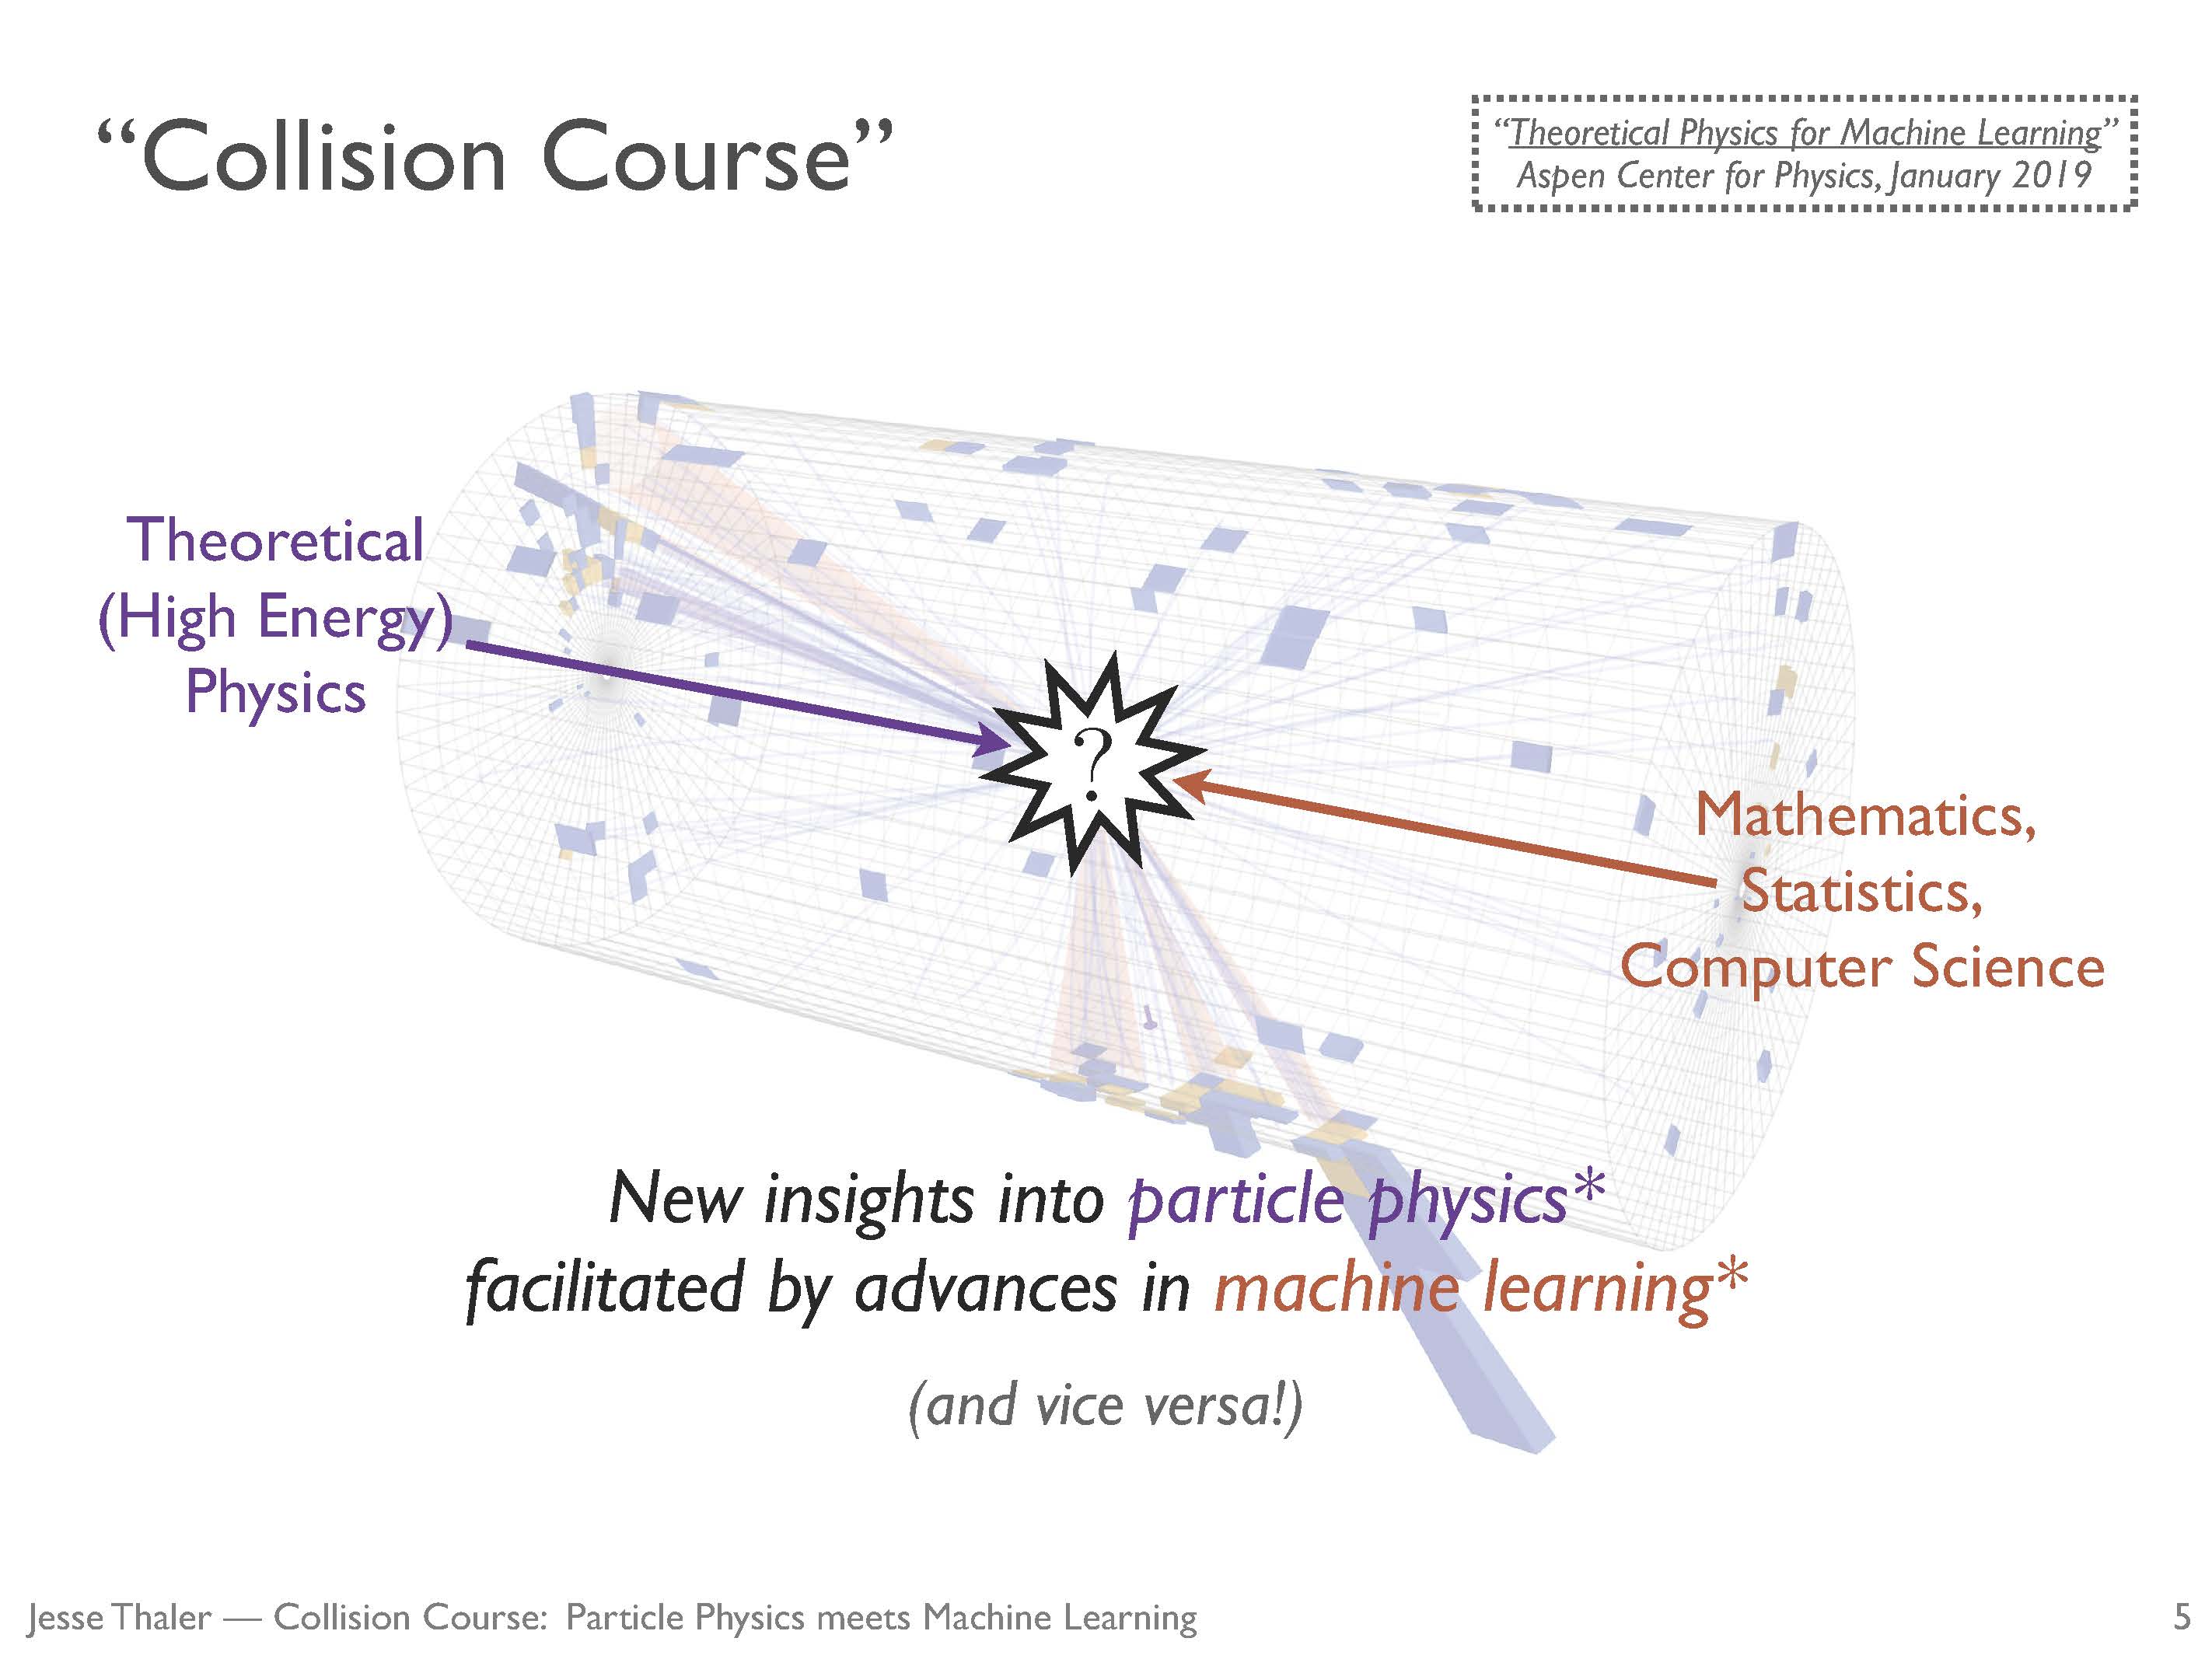 “Collision Course”
“Theoretical Physics for Machine Learning”
Aspen Center for Physics, January 2019
Theoretical
(High Energy)
Physics
?
Mathematics,
Statistics,
Computer Science
New insights into particle physics*
facilitated by advances in machine learning*
(and vice versa!)
Jesse Thaler — Collision Course: Particle Physics meets Machine Learning
5